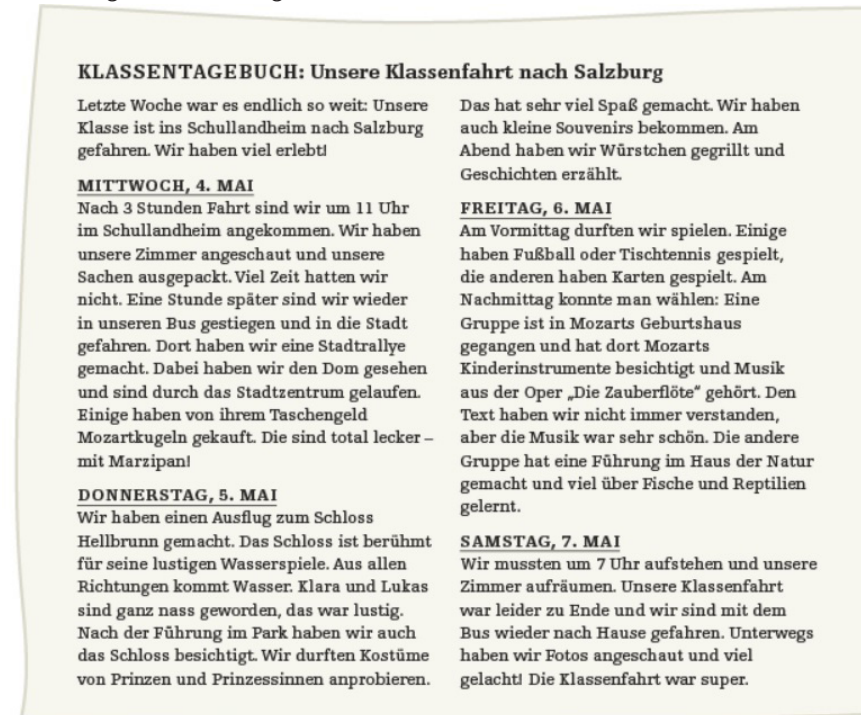 KLASSENTAGEBUCH: Unsere Klassenfahrt nach Salzburg
Letzte Woche war es endlich so weit: Unsere
Klasse ist ins Schullandheim nach Salzburg
gefahren. Wir haben viel erlebt!
MITTWOCH, 4. MAI
Nach 3 Stunden Fahrt sind wir um 11 Uhr
im Schullandheim angekommen. Wir haben
unsere Zimmer angeschaut und unsere
Sachen ausgepackt. Viel Zeit hatten wir
nicht. Eine Stunde später sind wir wieder
in unseren Bus gestiegen und in die Stadt
gefahren. Dort haben wir eine Stadtrallye
gemacht. Dabei haben wir den Dom gesehen
und sind durch das Stadtzentrum gelaufen.
Einige haben von ihrem Taschengeld
Mozartkugeln gekauft. Die sind total lecker –
mit Marzipan!
DONNERSTAG, 5. MAI
Wir haben einen Ausflug zum Schloss
Hellbrunn gemacht. Das Schloss ist berühmt
für seine lustigen Wasserspiele. Aus allen
Richtungen kommt Wasser. Klara und Lukas
sind ganz nass geworden, das war lustig.
Nach der Führung im Park haben wir auch
das Schloss besichtigt. Wir durften Kostüme
von Prinzen und Prinzessinnen anprobieren.
Das hat sehr viel Spaß gemacht. Wir haben
auch kleine Souvenirs bekommen. Am
Abend haben wir Würstchen gegrillt und
Geschichten erzählt.
FREITAG, 6. MAI
Am Vormittag durften wir spielen. Einige
haben Fußball oder Tischtennis gespielt,
die anderen haben Karten gespielt. Am
Nachmittag konnte man wählen: Eine
Gruppe ist in Mozarts Geburtshaus
gegangen und hat dort Mozarts
Kinderinstrumente besichtigt und Musik
aus der Oper „Die Zauberflöte“ gehört. Den
Text haben wir nicht immer verstanden,
aber die Musik war sehr schön. Die andere
Gruppe hat eine Führung im Haus der Natur
gemacht und viel über Fische und Reptilien
gelernt.
SAMSTAG, 7. MAI
Wir mussten um 7 Uhr aufstehen und unsere
Zimmer aufräumen. Unsere Klassenfahrt
war leider zu Ende und wir sind mit dem
Bus wieder nach Hause gefahren. Unterwegs
haben wir Fotos angeschaut und viel
gelacht! Die Klassenfahrt war super.